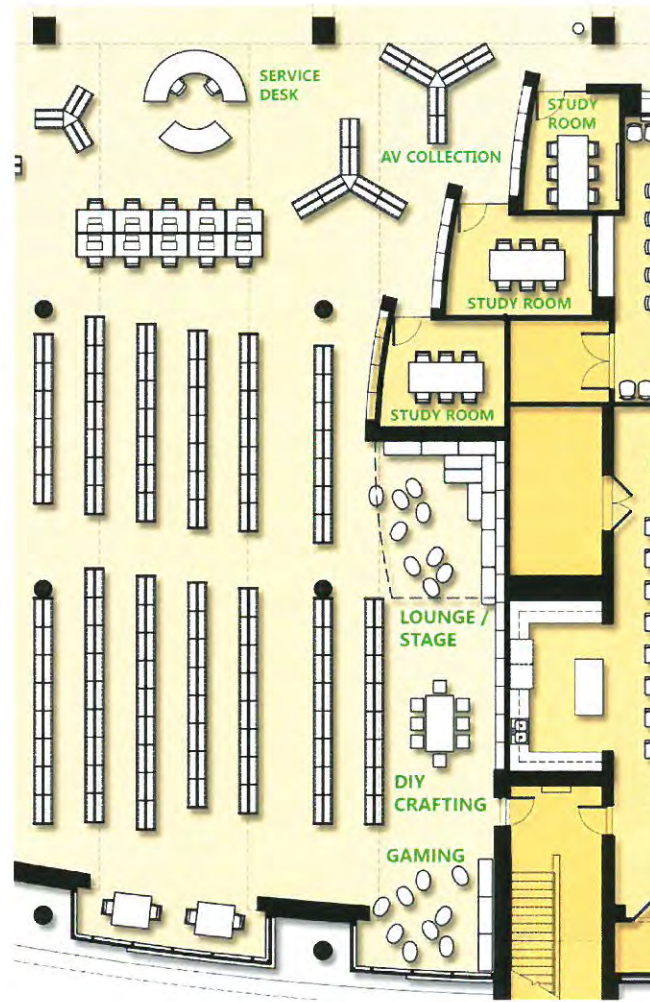 SERVICE
DESK
STUDY
ROOM
AV COLLECTION
STUDY ROOM
STUDY ROOM
LOUNGE /
STAGE
DIY
CRAFTING
GAMING